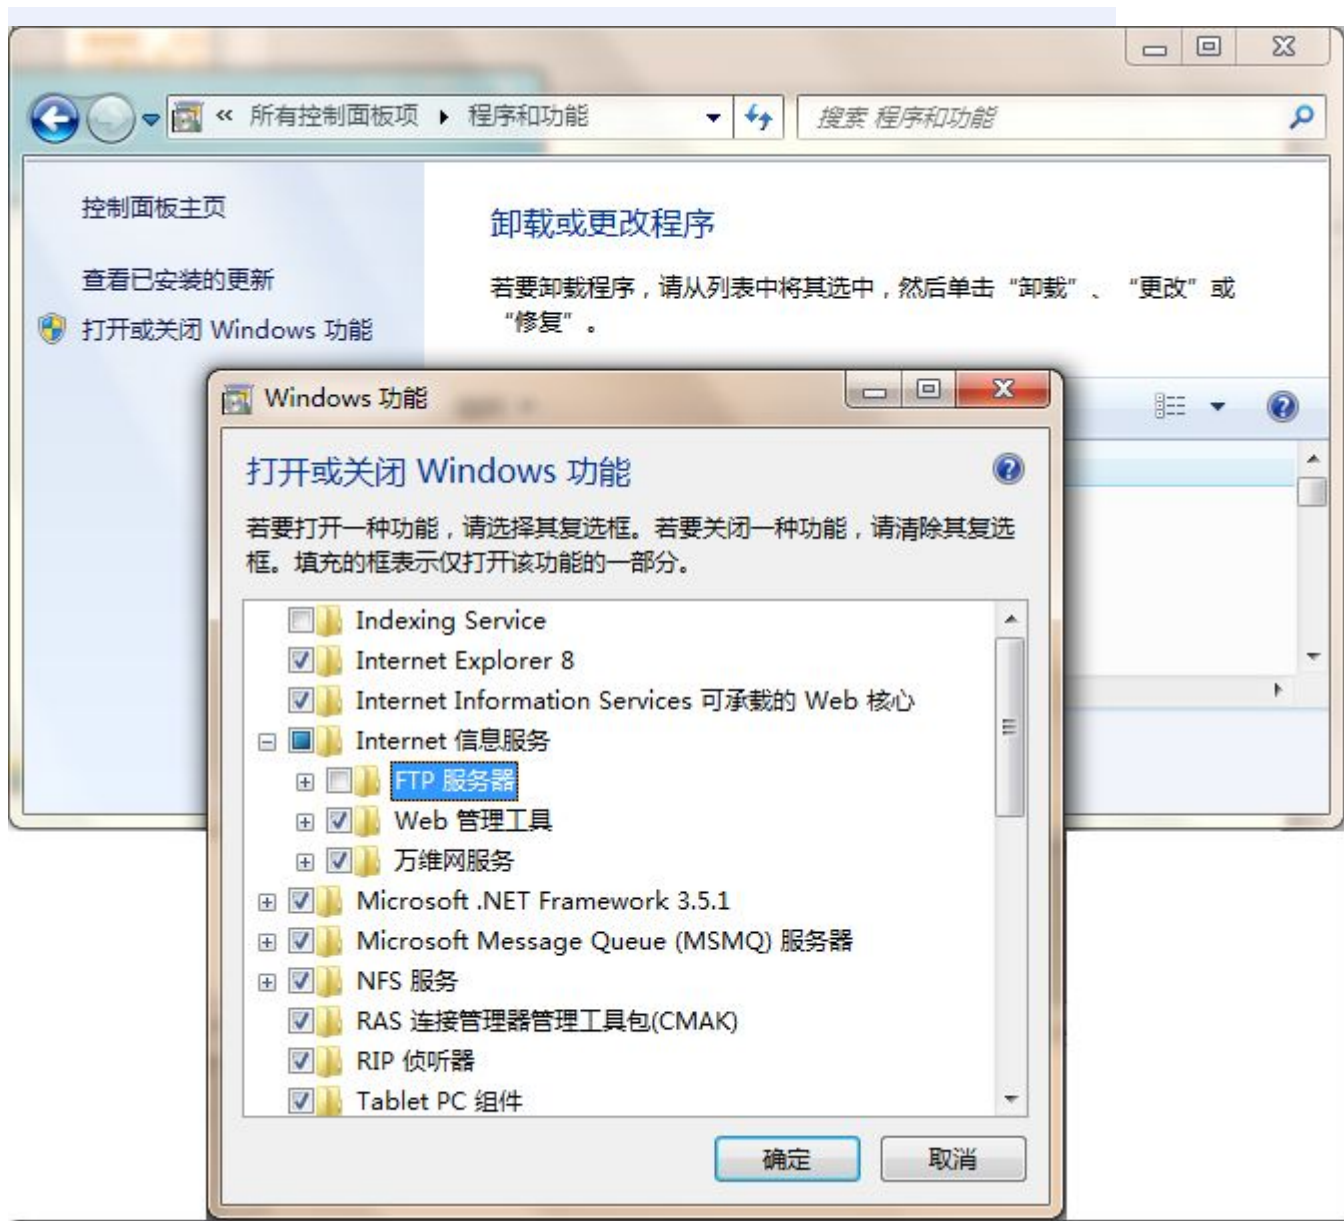 « 所有控制面板项 ▸ 程序和功能
搜索 程序和功能
控制面板主页
查看已安装的更新
打开或关闭 Windows 功能
卸载或更改程序
若要卸载程序，请从列表中将其选中，然后单击“卸载”、“更改”或
“修复”。
Windows 功能
打开或关闭 Windows 功能
若要打开一种功能，请选择其复选框。若要关闭一种功能，请清除其复选
框。填充的框表示仅打开该功能的一部分。
Indexing Service
Internet Explorer 8
Internet Information Services 可承载的 Web 核心
Internet 信息服务
FTP 服务器
Web 管理工具
万维网服务
Microsoft .NET Framework 3.5.1
Microsoft Message Queue (MSMQ) 服务器
NFS 服务
RAS 连接管理器管理工具包(CMAK)
RIP 侦听器
Tablet PC 组件
确定
取消